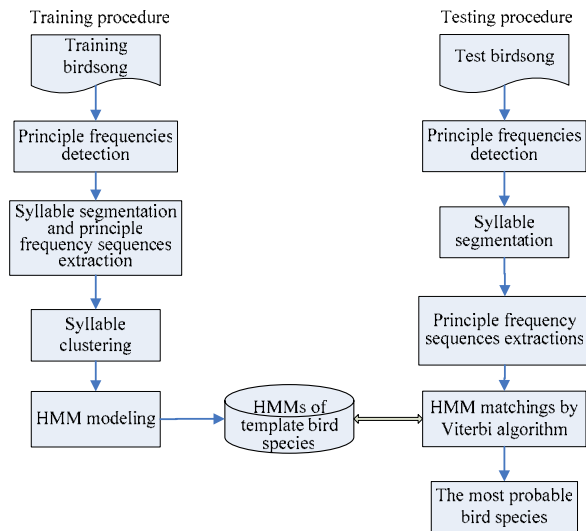 Training procedure
Training
birdsong
Principle frequencies
detection
Syllable segmentation
and principle
frequency sequences
extraction
Syllable
clustering
HMM modeling
HMMs of
template bird
species
Testing procedure
Test birdsong
Principle frequencies
detection
Syllable
segmentation
Principle frequency
sequences extractions
HMM matchings by
Viterbi algorithm
The most probable
bird species